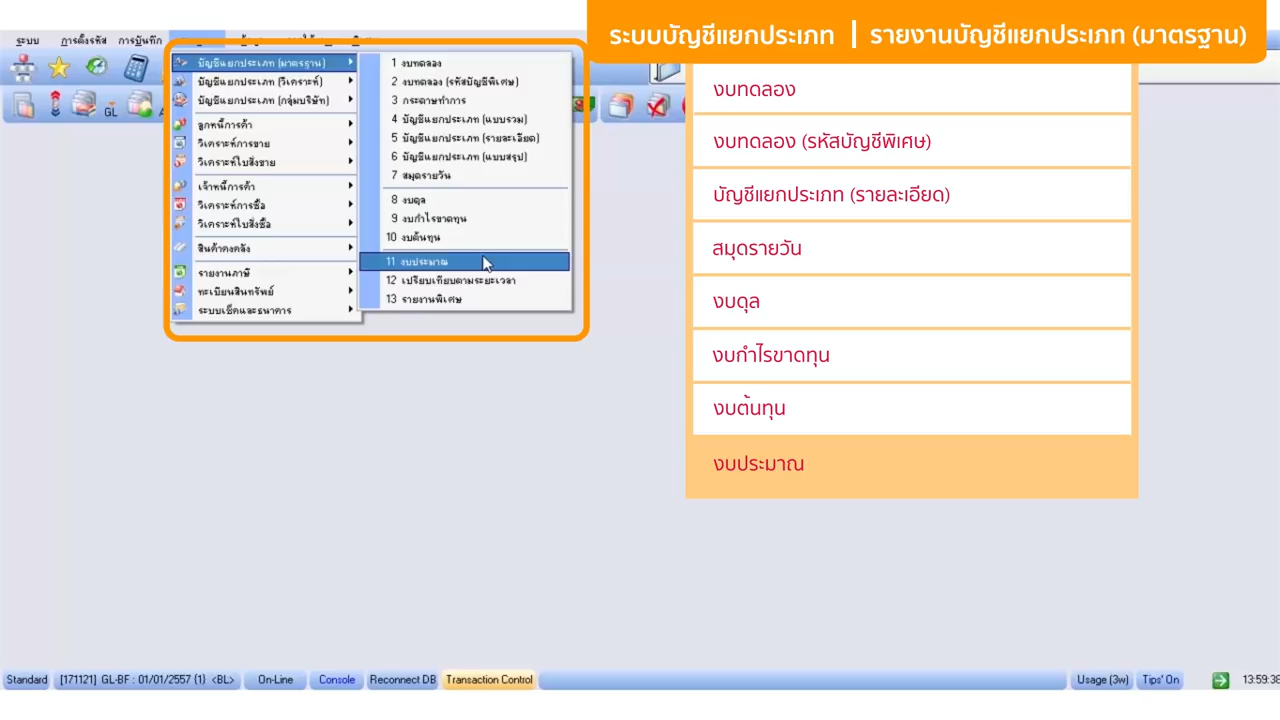 ระบบบัญชีแยกประเภท | รายงานบัญชีแยกประเภท (มาตรฐาน)
ระบบ การตั้งรหัส การบันทึก
บัญชีแยกประเภท (มาตรฐาน)
บัญชีแยกประเภท (วิเคราะห์)
บัญชีแยกประเภท (กลุ่มบริษัท)
ลูกหนี้การค้า
วิเคราะห์การขาย
วิเคราะห์ใบสั่งขาย
เจ้าหนี้การค้า
วิเคราะห์การซื้อ
วิเคราะห์ใบสั่งซื้อ
สินค้าคงคลัง
รายงานภาษี
ทะเบียนสินทรัพย์
ระบบเช็คและธนาคาร
1 งบทดลอง
2 งบทดลอง (รหัสบัญชีพิเศษ)
3 กระดาษทำการ
4 บัญชีแยกประเภท (แบบรวม)
5 บัญชีแยกประเภท (รายละเอียด)
6 บัญชีแยกประเภท (แบบสรุป)
7 สมุดรายวัน
8 งบดุล
9 งบกำไรขาดทุน
10 งบต้นทุน
11 งบประมาณ
12 เปรียบเทียบตามระยะเวลา
13 รายงานพิเศษ
GL
งบทดลอง
งบทดลอง (รหัสบัญชีพิเศษ)
บัญชีแยกประเภท (รายละเอียด)
สมุดรายวัน
งบดุล
งบกำไรขาดทุน
งบต้นทุน
งบประมาณ
Standard [171121] GL-BF : 01/01/2557 (1) <BL> On-Line Console Reconnect DB Transaction Control Usage (3w) Tips' On 13:59:38